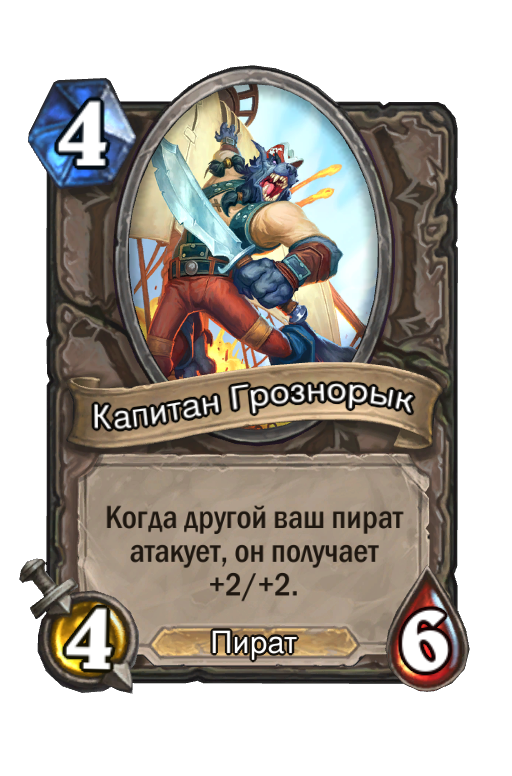 4
Капитан Грознорык
Когда другой ваш пират
атакует, он получает
+2/+2.
4
Пират
6